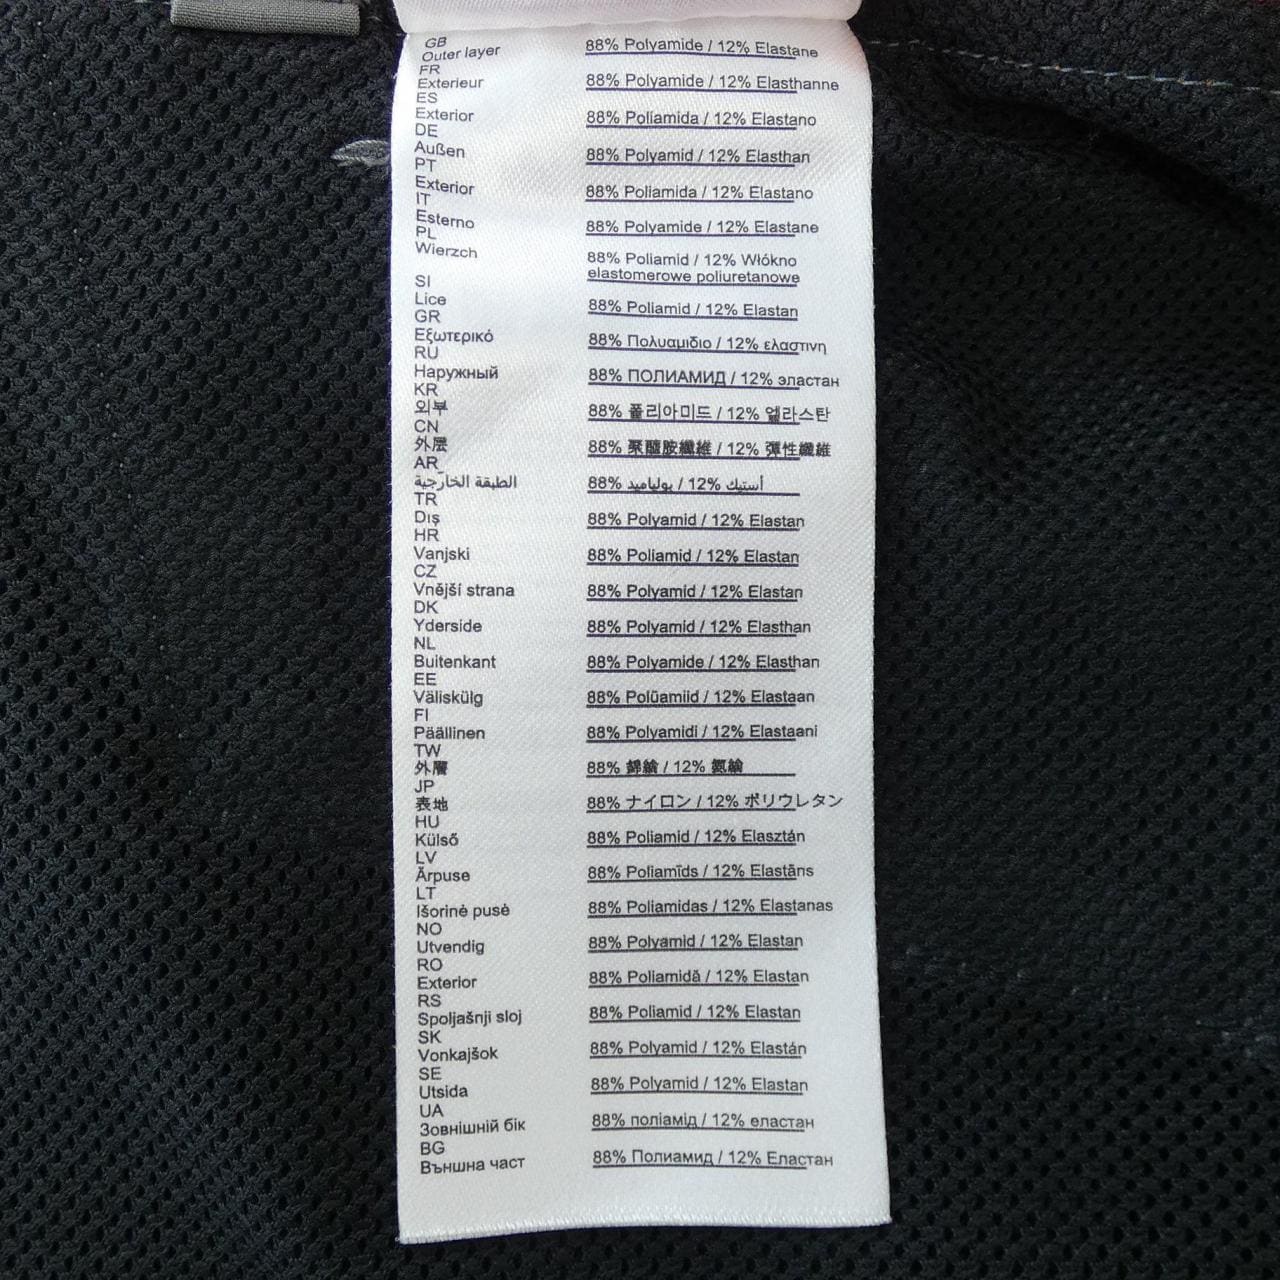 GB
Outer layer 88% Polyamide / 12% Elastane
FR
Exterieur 88% Polyamide / 12% Elasthanne
ES
Exterior 88% Poliamida / 12% Elastano
DE
Außen 88% Polyamid / 12% Elasthan
PT
Exterior 88% Poliamida / 12% Elastano
IT
Esterno 88% Polyamide / 12% Elastane
PL
Wierzch 88% Poliamid / 12% Włókno
elastomerowe poliuretanowe
SI
Lice 88% Poliamid / 12% Elastan
GR
Εξωτερικό 88% Πολυαμιδιο / 12% ελαστινη
RU
Наружный 88% ПОЛИАМИД / 12% эластан
KR
외부 88% 폴리아미드 / 12% 엘라스탄
CN
外层 88% 聚醯胺纖維 / 12% 彈性纖維
AR
الطبقة الخارجية 88% بولياميد / 12% أستيك
TR
Dış 88% Polyamid / 12% Elastan
HR
Vanjski 88% Poliamid / 12% Elastan
CZ
Vnější strana 88% Polyamid / 12% Elastan
DK
Yderside 88% Polyamid / 12% Elasthan
NL
Buitenkant 88% Polyamide / 12% Elasthan
EE
Väliskülg 88% Polüamiid / 12% Elastaan
FI
Päällinen 88% Polyamidi / 12% Elastaani
TW
外層 88% / 12%
JP
表地 88% ナイロン / 12% ポリウレタン
HU
Külső 88% Poliamid / 12% Elasztán
LV
Ārpuse 88% Poliamīds / 12% Elastāns
LT
Išorinė pusė 88% Poliamidas / 12% Elastanas
NO
Utvendig 88% Polyamid / 12% Elastan
RO
Exterior 88% Poliamidă / 12% Elastan
RS
Spoljašnji sloj 88% Poliamid / 12% Elastan
SK
Vonkajšok 88% Polyamid / 12% Elastán
SE
Utsida 88% Polyamid / 12% Elastan
UA
Зовнішній бік 88% поліамід / 12% еластан
BG
Външна част 88% Полиамид / 12% Еластан